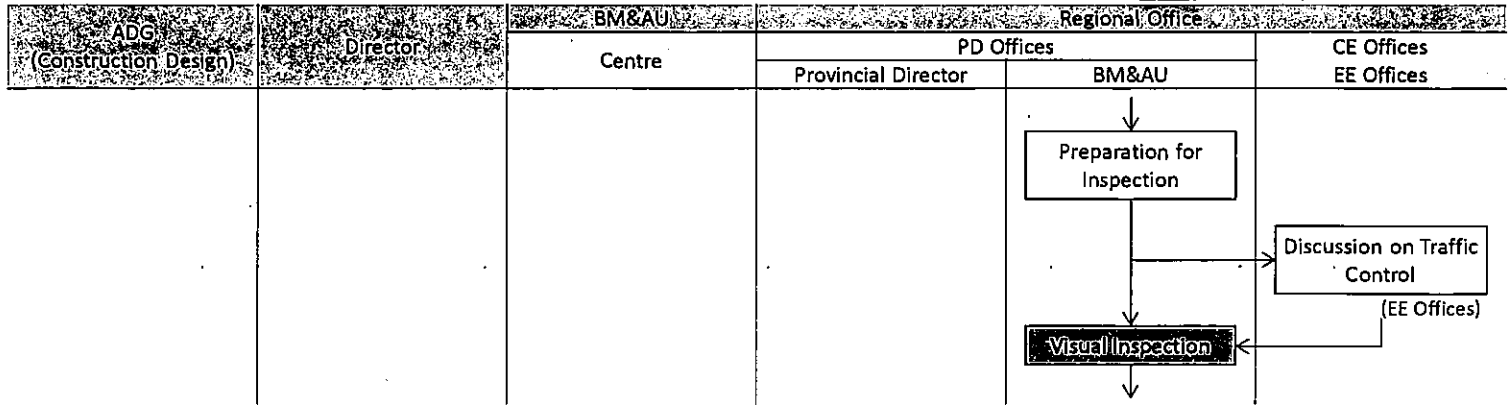 ADG
(Construction Design)
Director
BM&AU
Regional Office
Centre
PD Offices
CE Offices
EE Offices
Provincial Director
BM&AU
Preparation for
Inspection
Discussion on Traffic
Control
(EE Offices)
Visual Inspection